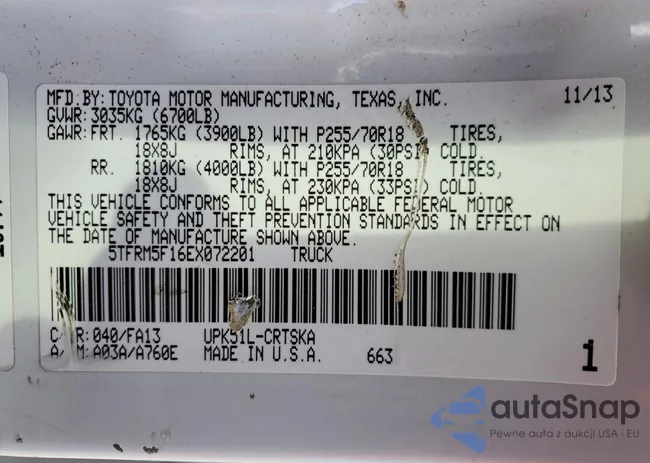 MFD.BY: TOYOTA MOTOR MANUFACTURING, TEXAS, INC. 11/13
GVWR: 3035KG (6700LB)
GAWR: FRT. 1765KG (3900LB) WITH P255/70R18 TIRES,
18X8J RIMS, AT 210KPA (30PSI) COLD.
RR. 1810KG (4000LB) WITH P255/70R18 TIRES,
18X8J RIMS, AT 230KPA (33PSI) COLD.
THIS VEHICLE CONFORMS TO ALL APPLICABLE FEDERAL MOTOR
VEHICLE SAFETY AND THEFT PREVENTION STANDARDS IN EFFECT ON
THE DATE OF MANUFACTURE SHOWN ABOVE.
5TFRM5F16EX072201 TRUCK
C/TR: 040/FA13 UPK51L-CRTSKA
A/TM: A03A/A760E MADE IN U.S.A. 663 1
autaSnap
Pewne auta z aukcji USA i EU